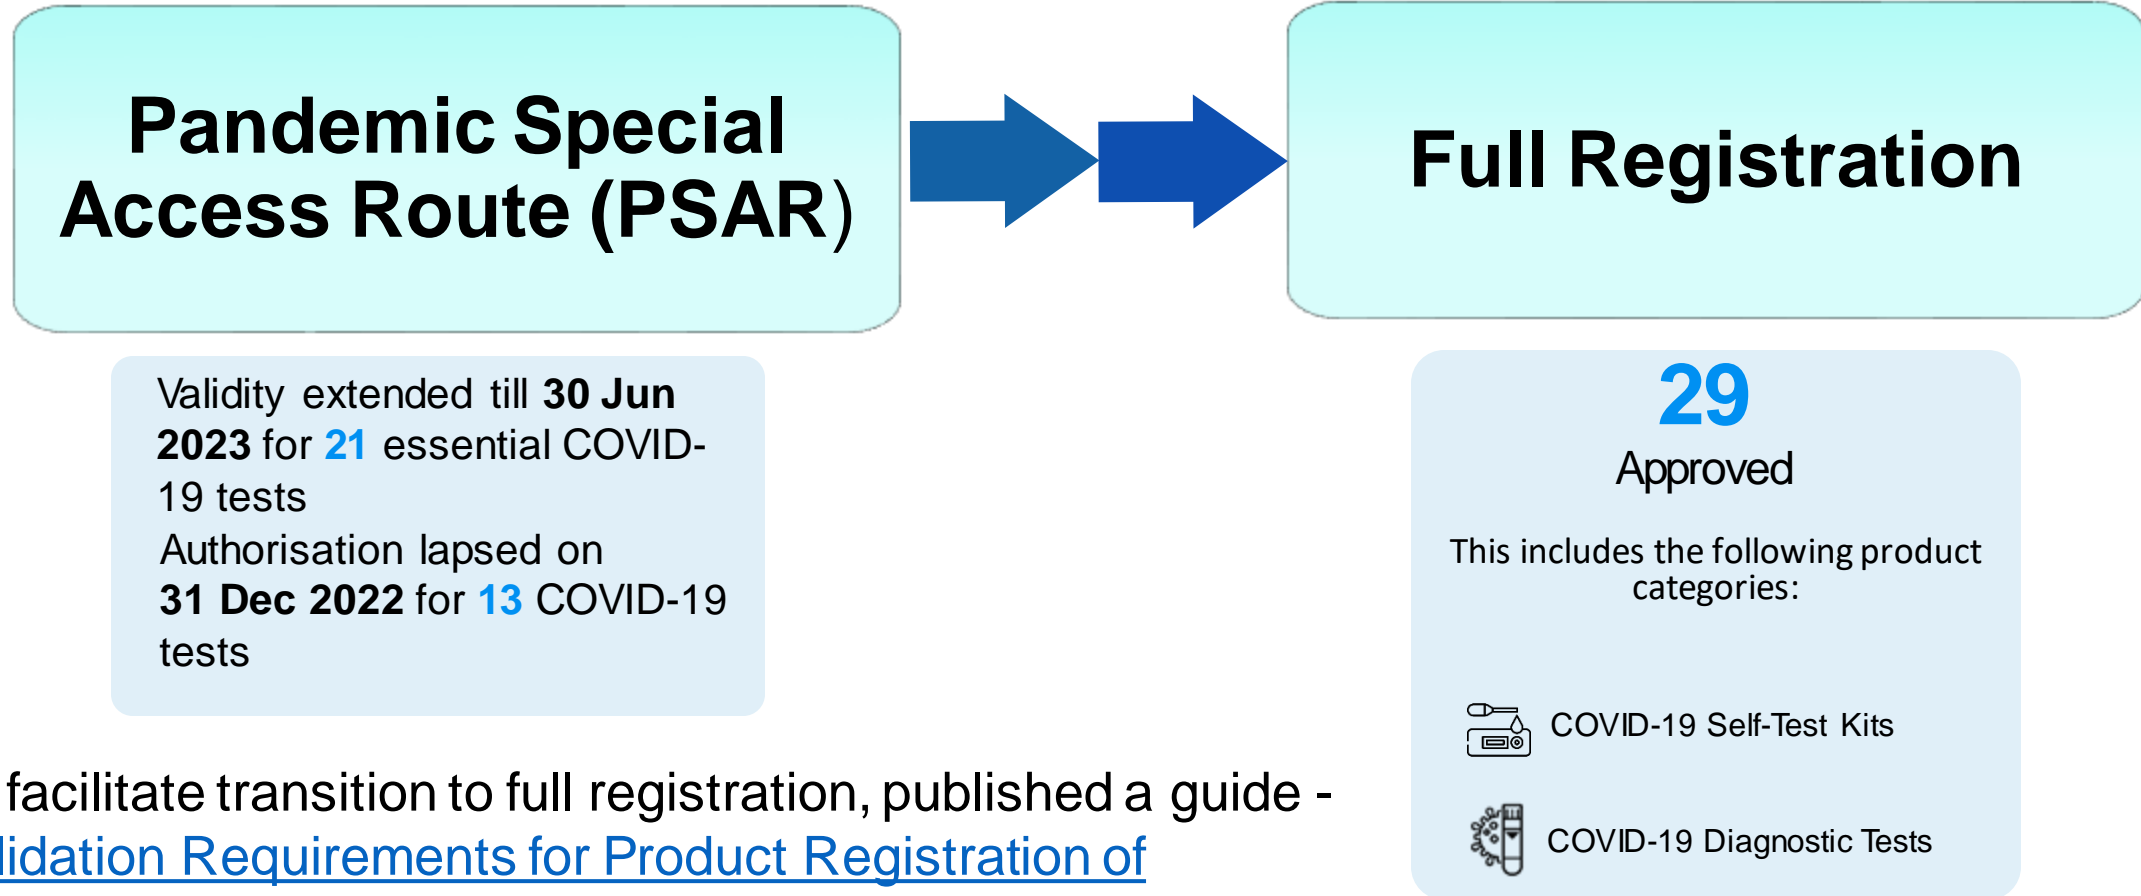 Pandemic Special
Access Route (PSAR)
Full Registration
Validity extended till 30 Jun
2023 for 21 essential COVID-
19 tests
Authorisation lapsed on
31 Dec 2022 for 13 COVID-19
tests
29
Approved
This includes the following product
categories:
COVID-19 Self-Test Kits
COVID-19 Diagnostic Tests
facilitate transition to full registration, published a guide -
lidation Requirements for Product Registration of